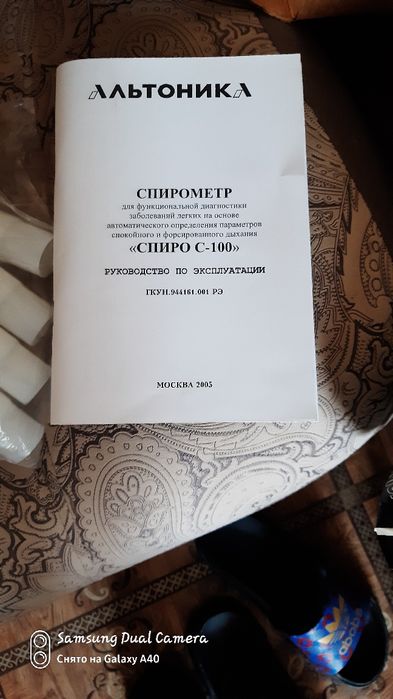 АЛЬТОНИКА
СПИРОМЕТР
для функциональной диагностики
заболеваний легких на основе
автоматического определения параметров
спокойного и форсированного дыхания
«СПИРО С-100»
РУКОВОДСТВО ПО ЭКСПЛУАТАЦИИ
ГКУН.944161.001 РЭ
МОСКВА 2005
adidas
Samsung Dual Camera
Снято на Galaxy A40